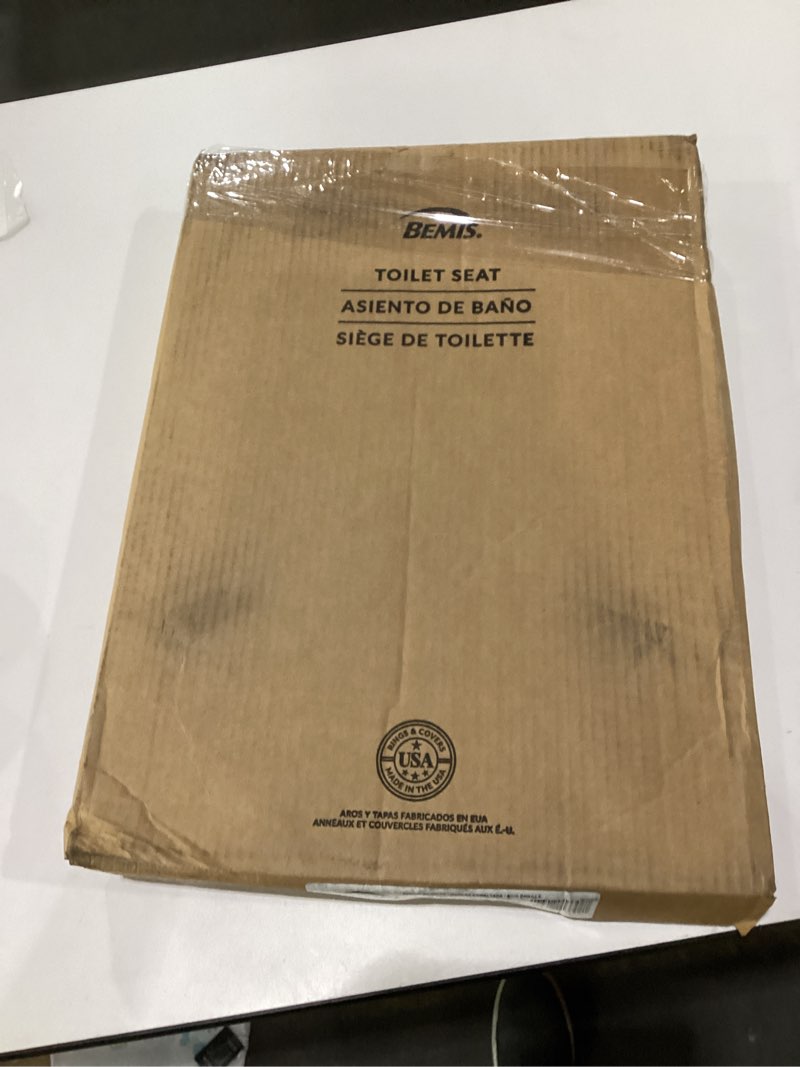 BEMIS.
TOILET SEAT
ASIENTO DE BAÑO
SIÈGE DE TOILETTE
RINGS & COVERS
USA
MADE IN THE USA
AROS Y TAPAS FABRICADOS EN EUA
ANNEAUX ET COUVERCLES FABRIQUÉS AUX É.-U.